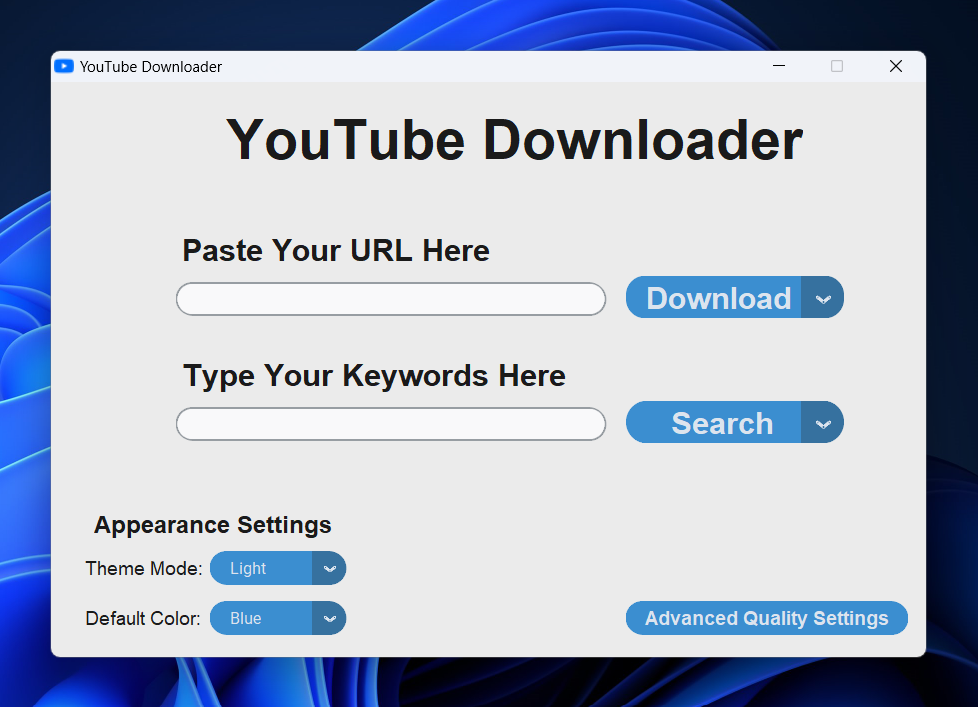 YouTube Downloader
YouTube Downloader
Paste Your URL Here
Download
Type Your Keywords Here
Search
Appearance Settings
Theme Mode: Light
Default Color: Blue
Advanced Quality Settings